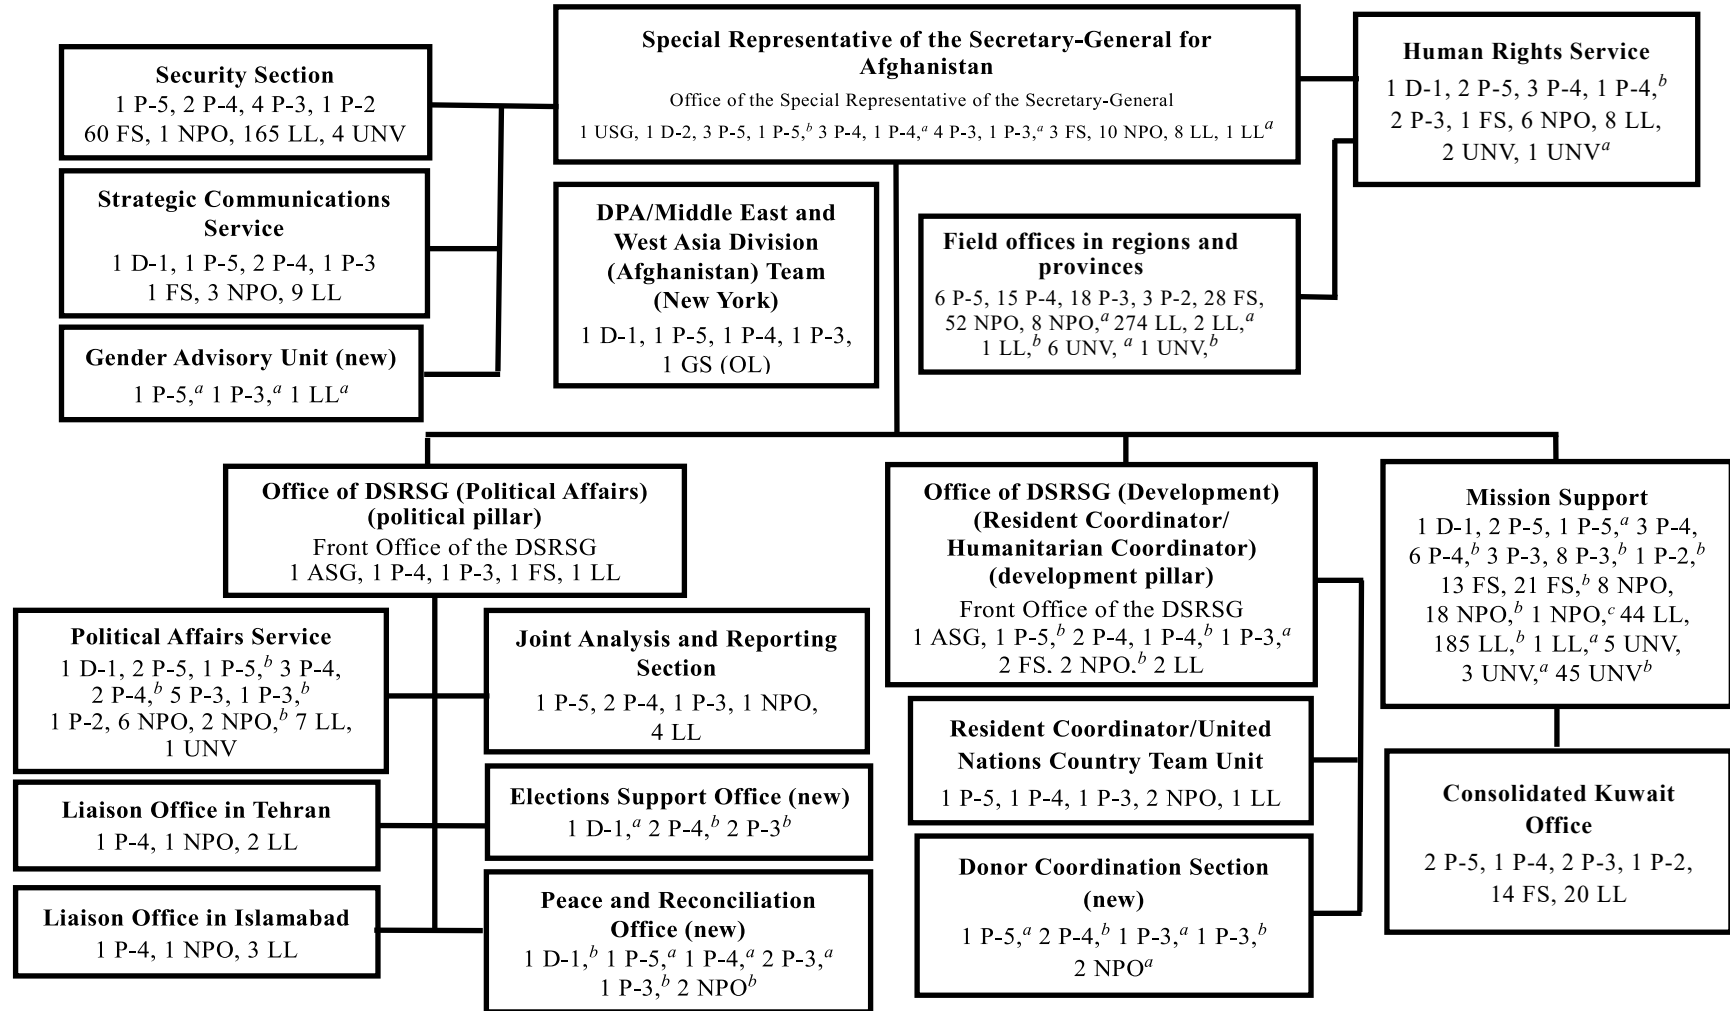 Special Representative of the Secretary-General for
Afghanistan
Office of the Special Representative of the Secretary-General
1 USG, 1 D-2, 3 P-5, 1 P-5,b 3 P-4, 1 P-4,a 4 P-3, 1 P-3,a 3 FS, 10 NPO, 8 LL, 1 LLa
Security Section
1 P-5, 2 P-4, 4 P-3, 1 P-2
60 FS, 1 NPO, 165 LL, 4 UNV
Human Rights Service
1 D-1, 2 P-5, 3 P-4, 1 P-4,b
2 P-3, 1 FS, 6 NPO, 8 LL,
2 UNV, 1 UNVa
Strategic Communications
Service
1 D-1, 1 P-5, 2 P-4, 1 P-3
1 FS, 3 NPO, 9 LL
DPA/Middle East and
West Asia Division
(Afghanistan) Team
(New York)
1 D-1, 1 P-5, 1 P-4, 1 P-3,
1 GS (OL)
Field offices in regions and
provinces
6 P-5, 15 P-4, 18 P-3, 3 P-2, 28 FS,
52 NPO, 8 NPO,a 274 LL, 2 LL,a
1 LL,b 6 UNV, a 1 UNV,b
Gender Advisory Unit (new)
1 P-5,a 1 P-3,a 1 LLa
Office of DSRSG (Political Affairs)
(political pillar)
Front Office of the DSRSG
1 ASG, 1 P-4, 1 P-3, 1 FS, 1 LL
Office of DSRSG (Development)
(Resident Coordinator/
Humanitarian Coordinator)
(development pillar)
Front Office of the DSRSG
1 ASG, 1 P-5,b 2 P-4, 1 P-4,b 1 P-3,a
2 FS, 2 NPO,b 2 LL
Mission Support
1 D-1, 2 P-5, 1 P-5,a 3 P-4,
6 P-4,b 3 P-3, 8 P-3,b 1 P-2,b
13 FS, 21 FS,b 8 NPO,
18 NPO,b 1 NPO,c 44 LL,
185 LL,b 1 LL,a 5 UNV,
3 UNV,a 45 UNVb
Political Affairs Service
1 D-1, 2 P-5, 1 P-5,b 3 P-4,
2 P-4,b 5 P-3, 1 P-3,b
1 P-2, 6 NPO, 2 NPO,b 7 LL,
1 UNV
Joint Analysis and Reporting
Section
1 P-5, 2 P-4, 1 P-3, 1 NPO,
4 LL
Resident Coordinator/United
Nations Country Team Unit
1 P-5, 1 P-4, 1 P-3, 2 NPO, 1 LL
Liaison Office in Tehran
1 P-4, 1 NPO, 2 LL
Elections Support Office (new)
1 D-1,a 2 P-4,b 2 P-3b
Consolidated Kuwait
Office
2 P-5, 1 P-4, 2 P-3, 1 P-2,
14 FS, 20 LL
Liaison Office in Islamabad
1 P-4, 1 NPO, 3 LL
Peace and Reconciliation
Office (new)
1 D-1,b 1 P-5,a 1 P-4,a 2 P-3,a
1 P-3,b 2 NPOb
Donor Coordination Section
(new)
1 P-5,a 2 P-4,b 1 P-3,a 1 P-3,b
2 NPOa